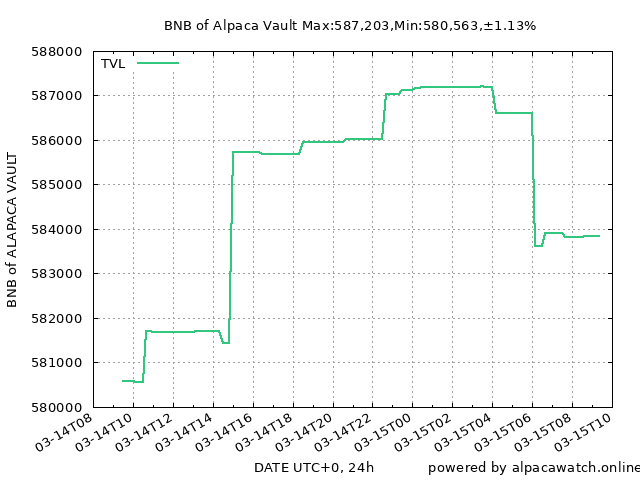 BNB of Alpaca Vault Max:587,203,Min:580,563,±1.13%
588000
TVL
587000
586000
585000
584000
583000
582000
581000
580000
BNB of ALAPACA VAULT
03-14T08
03-14T10
03-14T12
03-14T14
03-14T16
03-14T18
03-14T20
03-14T22
03-15T00
03-15T02
03-15T04
03-15T06
03-15T08
03-15T10
DATE UTC+0, 24h
powered by alpacawatch.online